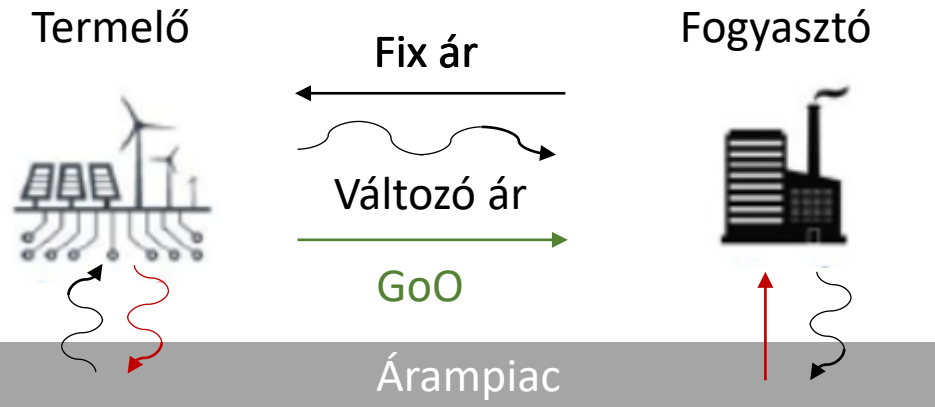 Termelő
Fogyasztó
Fix ár
Változó ár
GoO
Árampiac